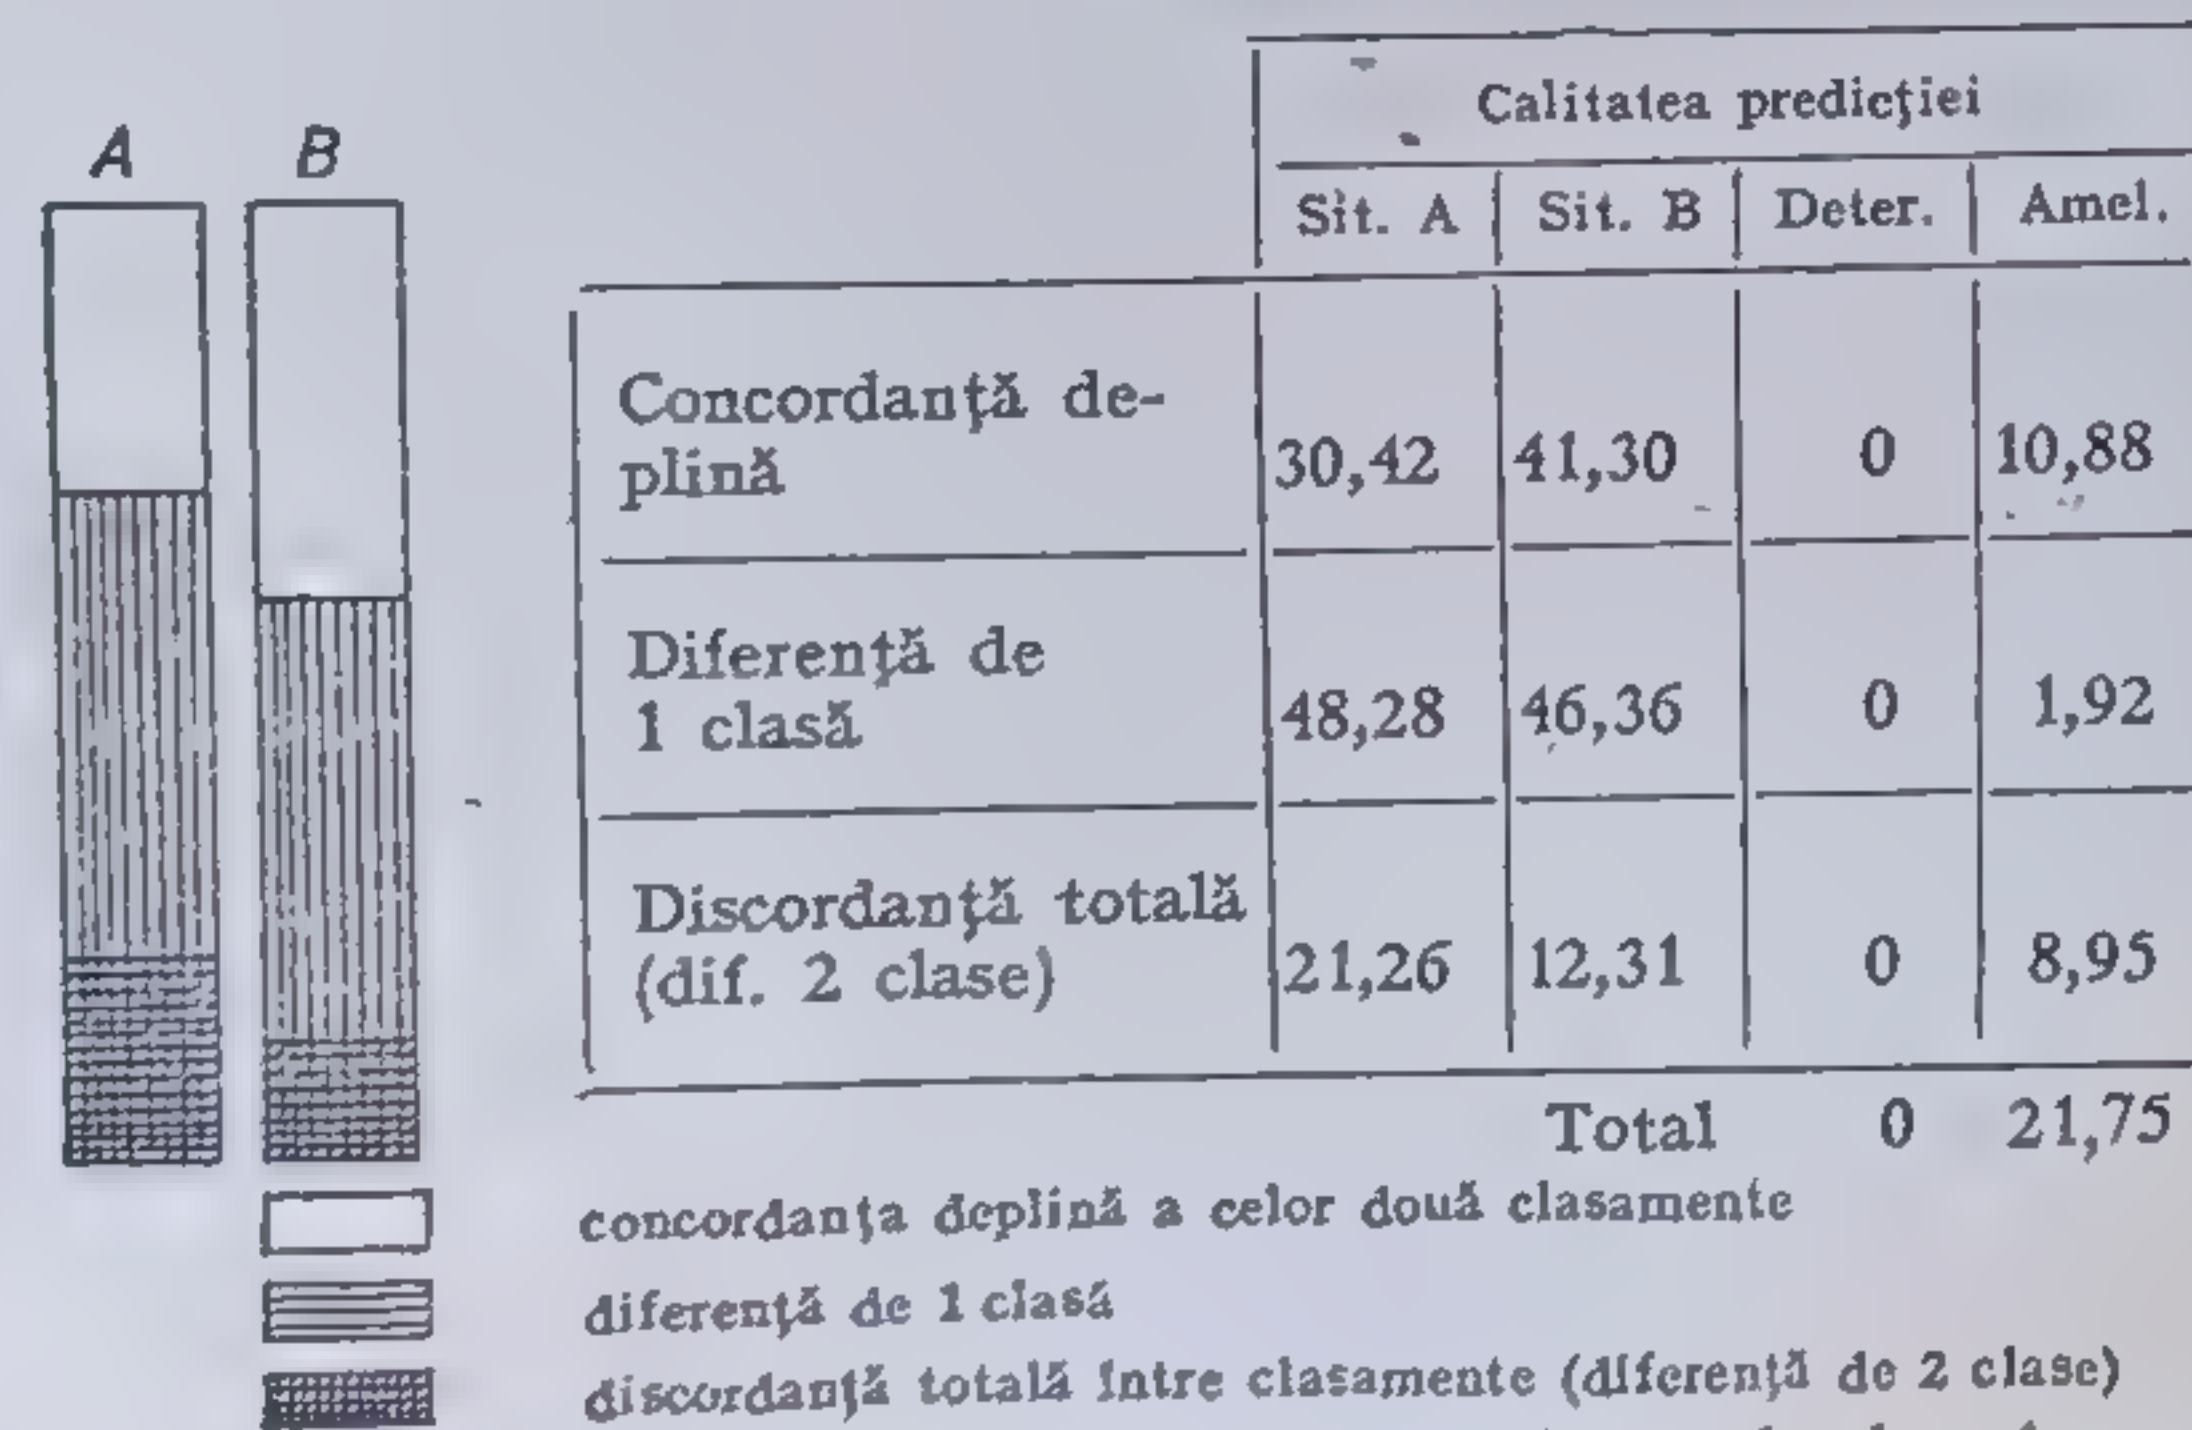 A B
Calitatea predicţiei
Sit. A Sit. B Deter. Amel.
Concordanţă de-
plină
30,42 41,30 0 10,88
Diferenţă de
1 clasă
48,28 46,36 0 1,92
Discordanţă totală
(dif. 2 clase)
21,26 12,31 0 8,95
Total 0 21,75
concordanţa deplină a celor două clasamente
diferenţă de 1 clasă
discordanţă totală între clasamente (diferenţă de 2 clase)